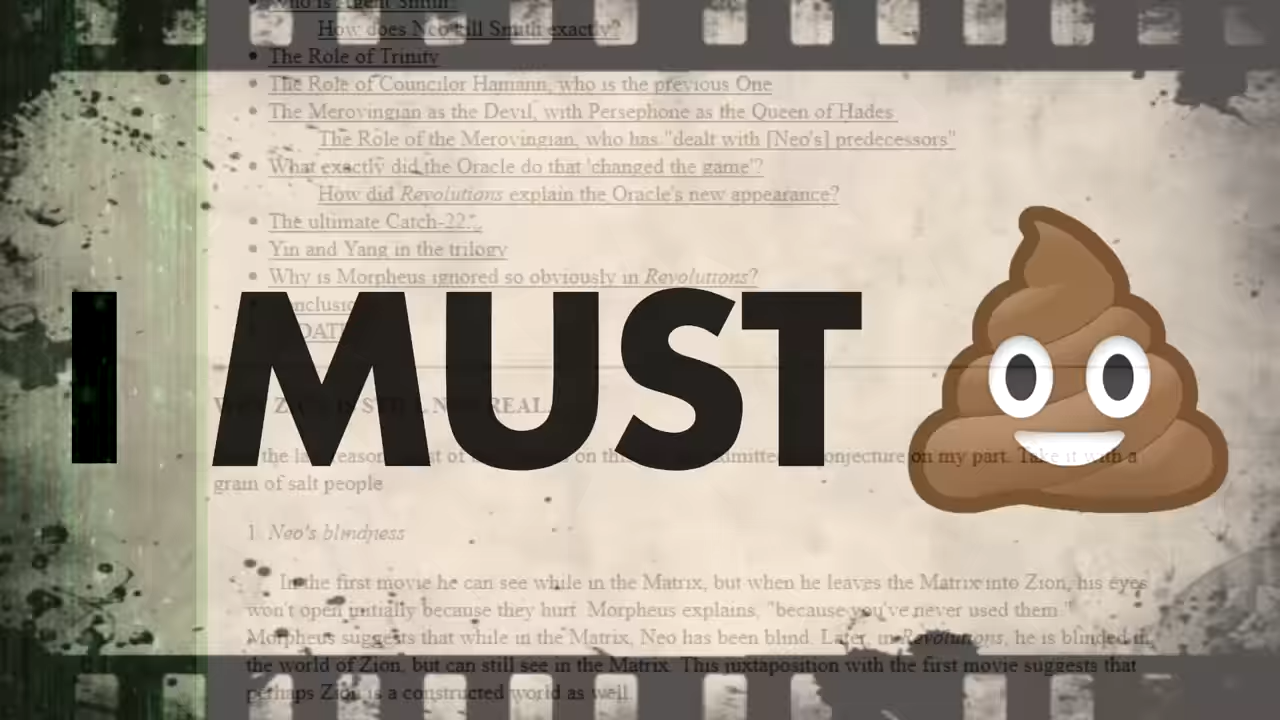 Who is Agent Smith?
How does Neo kill Smith exactly?
The Role of Trinity
The Role of Councilor Hamann, who is the previous One
The Merovingian as the Devil, with Persephone as the Queen of Hades
The Role of the Merovingian, who has "dealt with [Neo's] predecessors"
What exactly did the Oracle do that 'changed the game'?
How did Revolutions explain the Oracle's new appearance?
The ultimate Catch-22
Yin and Yang in the trilogy
Why is Morpheus ignored so obviously in Revolutions?
I MUST
REAL
the reason of on conjecture on my part. Take it with a
grain of salt people
1. Neo's blindness
In the first movie he can see while in the Matrix, but when he leaves the Matrix into Zion, his eyes
won't open initially because they hurt. Morpheus explains, "because you've never used them."
Morpheus suggests that while in the Matrix, Neo has been blind. Later, in Revolutions, he is blinded in
the world of Zion, but can still see in the Matrix. This juxtaposition with the first movie suggests that
perhaps Zion is a constructed world as well.